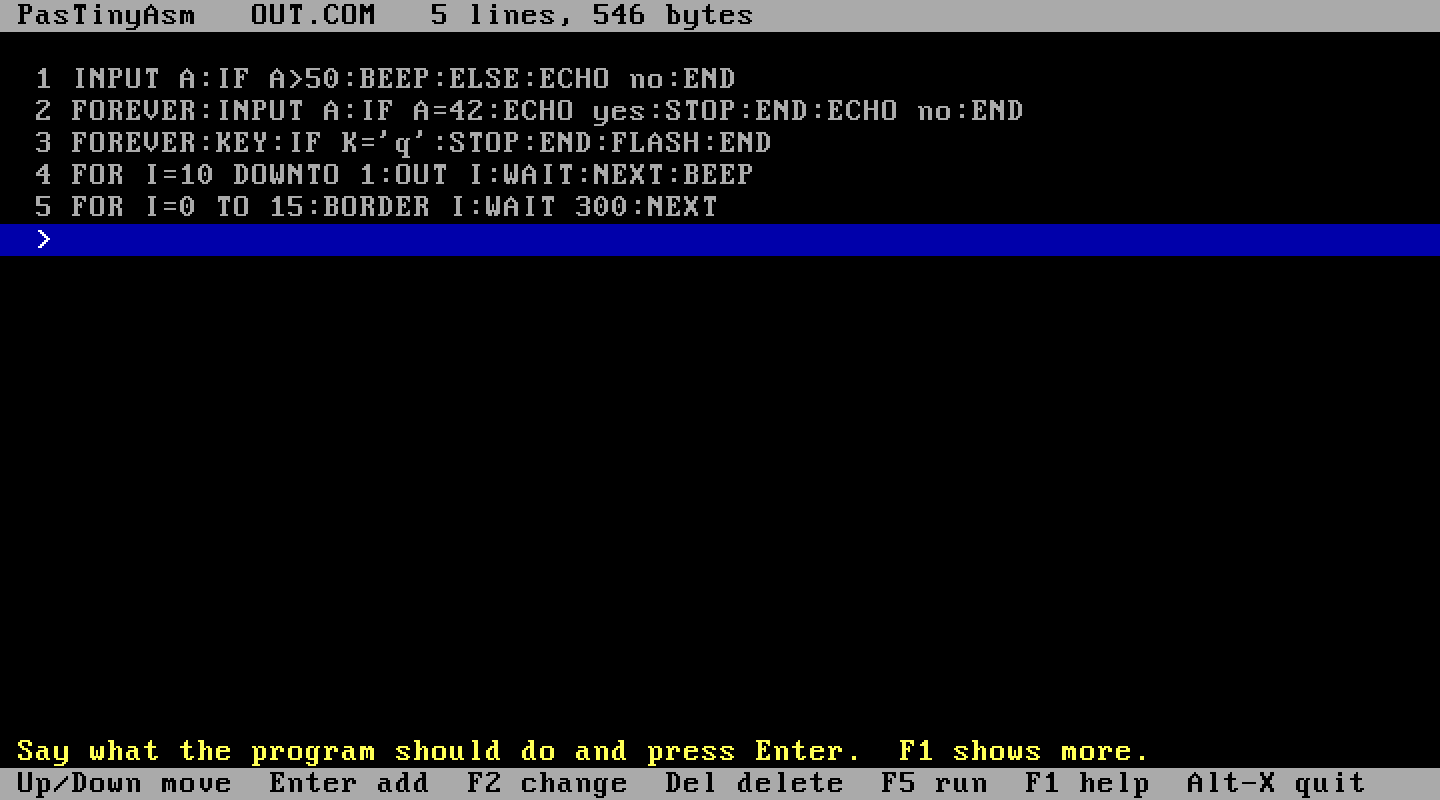 PasTinyAsm   OUT.COM   5 lines, 546 bytes
1 INPUT A:IF A>50:BEEP:ELSE:ECHO no:END
2 FOREVER:INPUT A:IF A=42:ECHO yes:STOP:END:ECHO no:END
3 FOREVER:KEY:IF K='q':STOP:END:FLASH:END
4 FOR I=10 DOWNTO 1:OUT I:WAIT:NEXT:BEEP
5 FOR I=0 TO 15:BORDER I:WAIT 300:NEXT
>
Say what the program should do and press Enter.  F1 shows more.
Up/Down move  Enter add  F2 change  Del delete  F5 run  F1 help  Alt-X quit